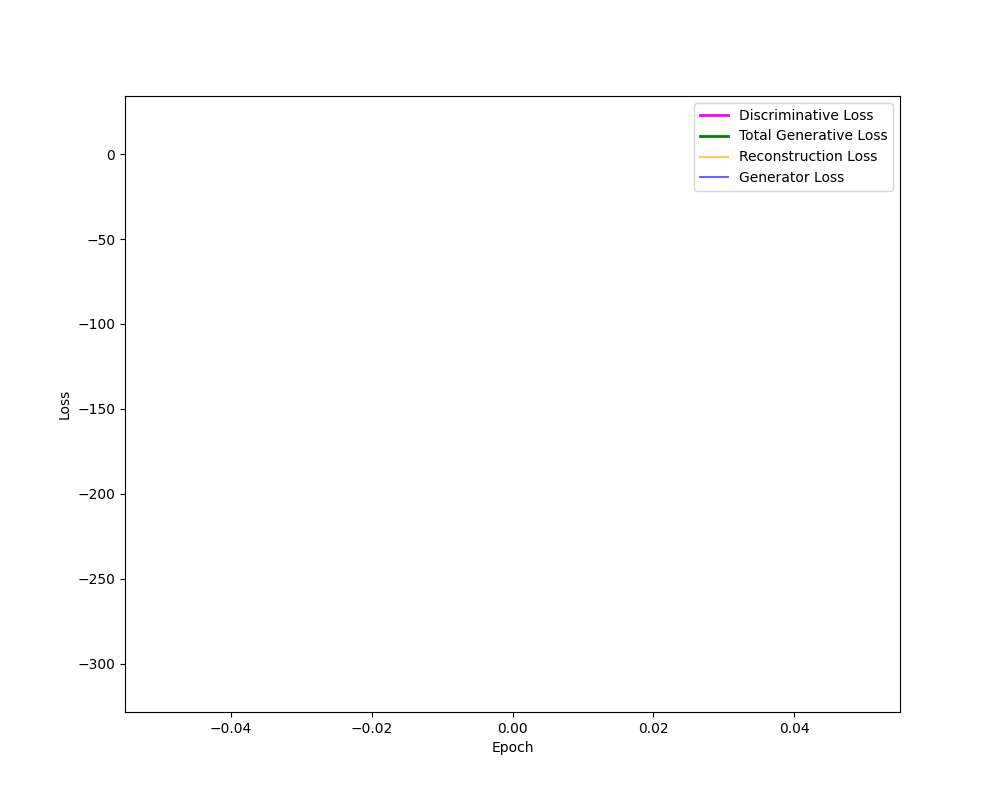 Discriminative Loss
Total Generative Loss
Reconstruction Loss
Generator Loss
0
−50
−100
−150
−200
−250
−300
Loss
−0.04
−0.02
0.00
0.02
0.04
Epoch